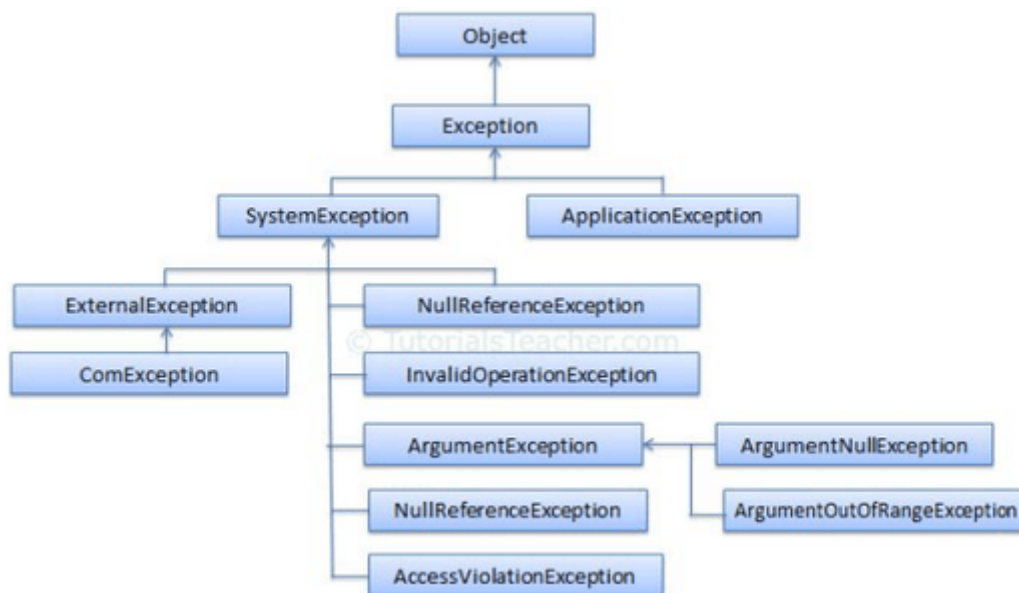 Object
Exception
SystemException
ApplicationException
ExternalException
NullReferenceException
© TutorialsTeacher.com
ComException
InvalidOperationException
ArgumentException
ArgumentNullException
NullReferenceException
ArgumentOutOfRangeException
AccessViolationException